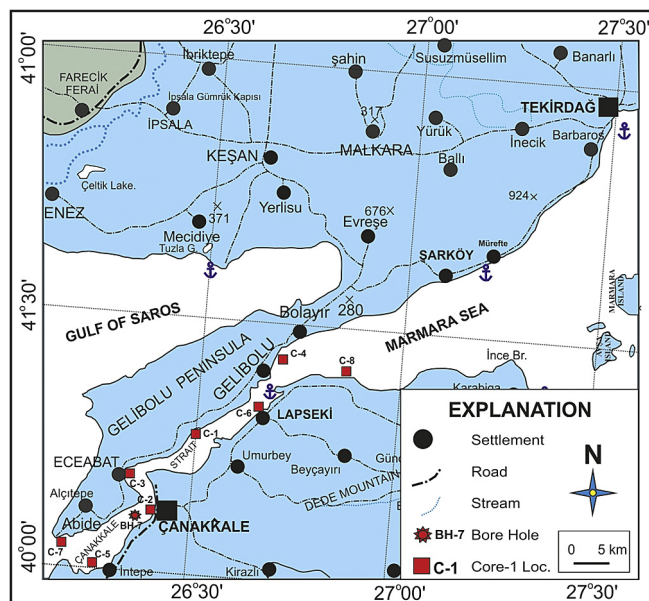 26°30'
27°00'
27°30'
41°00'
İbriktepe
şahin
Susuzmüsellim
Banarlı
FARECİK
FERAİ
İpsala Gümrük Kapısı
İPSALA
317
TEKİRDAĞ
Yürük
İnecik
Barbaros
MALKARA
KEŞAN
Ballı
Çeltik Lake.
ENEZ
371
Yerlisu
676
924
Evreşe
Mecidiye
Tuzla G.
Mürefte
ŞARKÖY
280
41°30'
GULF OF SAROS
Bolayır
MARMARA SEA
MARMARA
ISLAND
ISLAND
GELİBOLU PENINSULA
GELİBOLU
C-4
C-8
İnce Br.
Karabiga
C-6
LAPSEKİ
C-1
STRAIT
ECEABAT
C-3
Umurbey
Beyçayırı
DEDE MOUNTAIN
Alçıtepe
C-2
Abide
BH-7
ÇANAKKALE
C-7
ÇANAKKALE
C-5
İntepe
Kirazlı
40°00'
26°30'
27°00'
27°30'
EXPLANATION
Settlement
Road
Stream
BH-7 Bore Hole
C-1 Core-1 Loc.
N
0 5 km